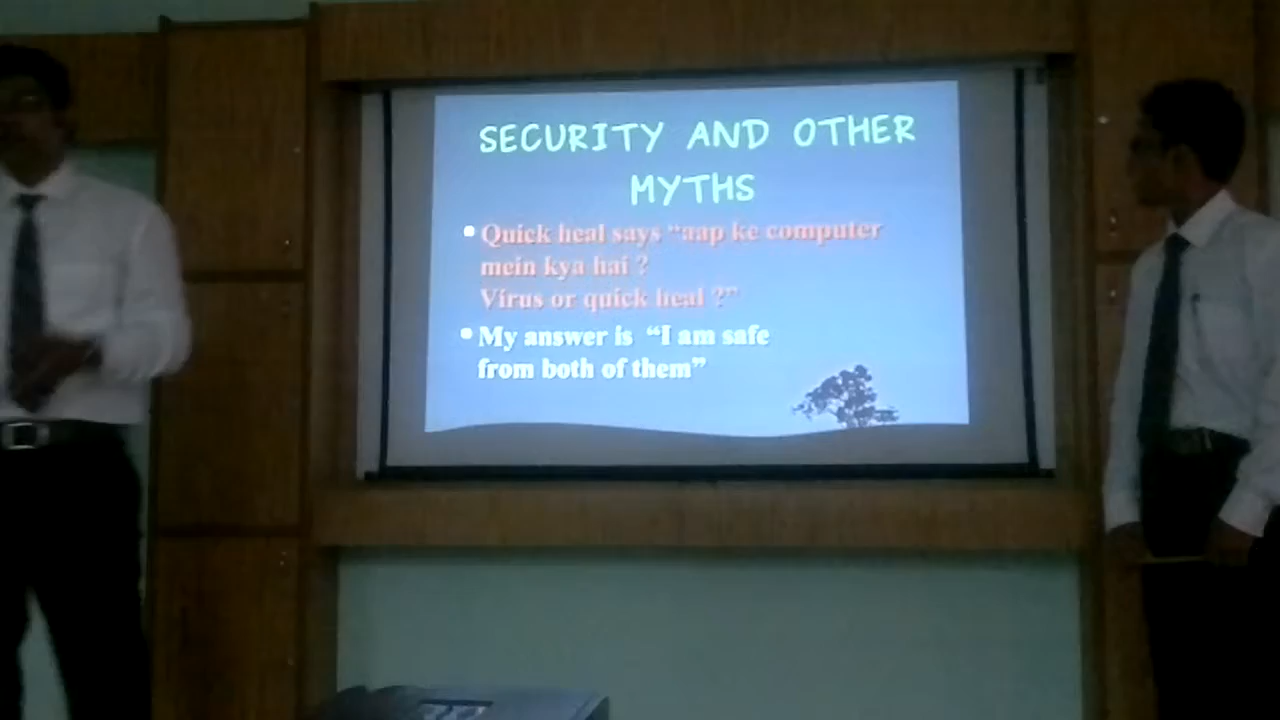 SECURITY AND OTHER
MYTHS
• Quick heal says “aap ke computer
mein kya hai ?
Virus or quick heal ?”
• My answer is “I am safe
from both of them”